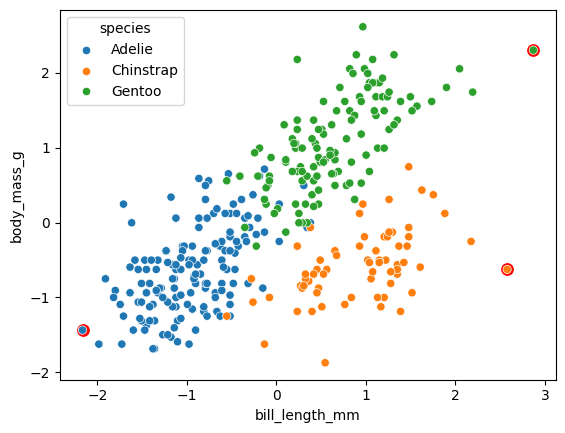 species
Adelie
Chinstrap
Gentoo
2
1
0
−1
−2
body_mass_g
−2
−1
0
1
2
3
bill_length_mm